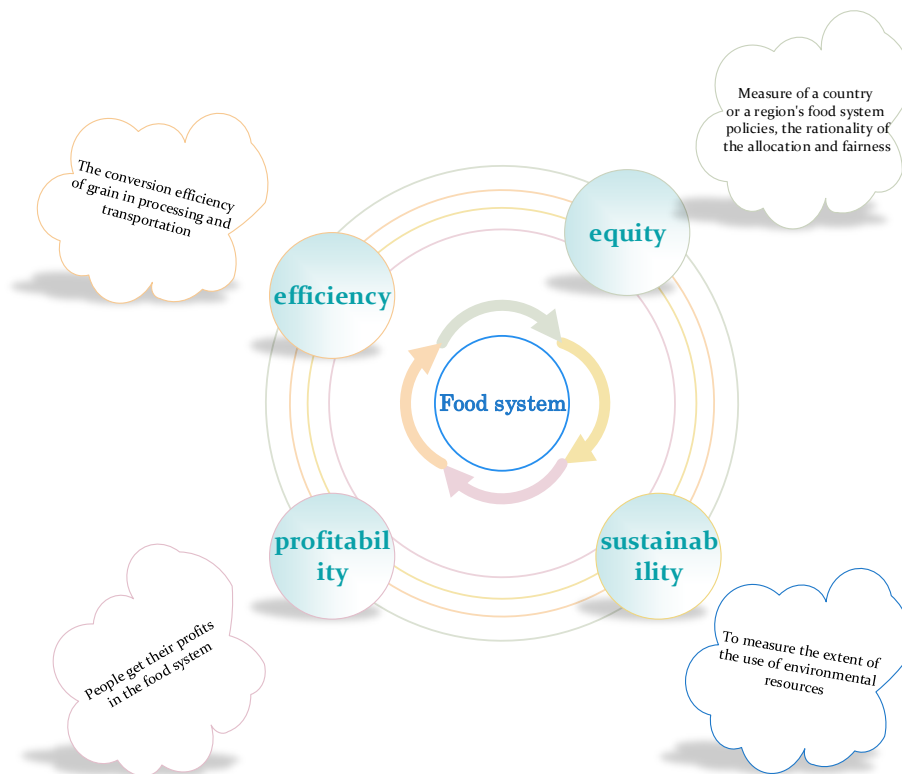 Measure of a country
or a region's food system
policies, the rationality of
the allocation and fairness
The conversion efficiency
of grain in processing and
transportation
equity
efficiency
Food system
profitabil
ity
sustainab
ility
People get their profits
in the food system
To measure the extent of
the use of environmental
resources